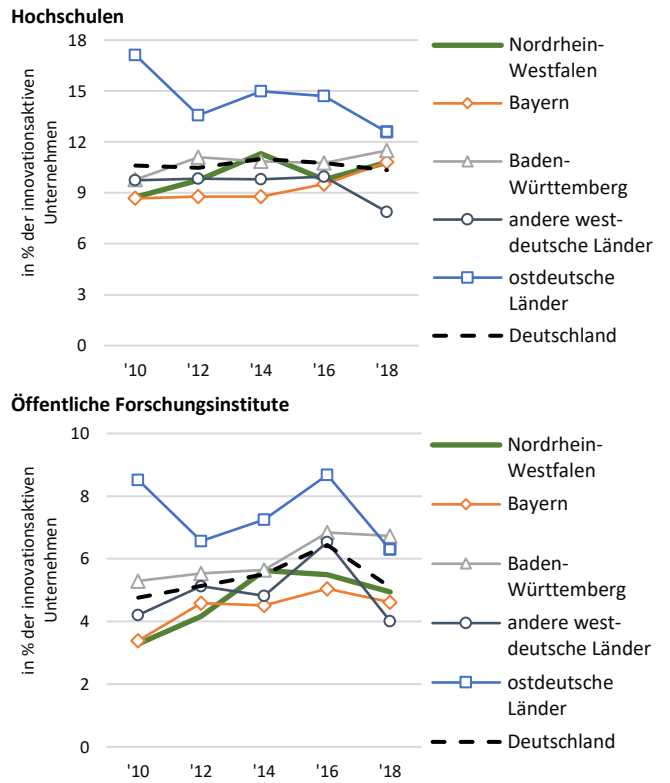 Hochschulen
in % der innovationsaktiven
Unternehmen
18
15
12
9
6
3
0
'10
'12
'14
'16
'18
Nordrhein-
Westfalen
Bayern
Baden-
Württemberg
andere west-
deutsche Länder
ostdeutsche
Länder
Deutschland
Öffentliche Forschungsinstitute
in % der innovationsaktiven
Unternehmen
10
8
6
4
2
0
'10
'12
'14
'16
'18
Nordrhein-
Westfalen
Bayern
Baden-
Württemberg
andere west-
deutsche Länder
ostdeutsche
Länder
Deutschland